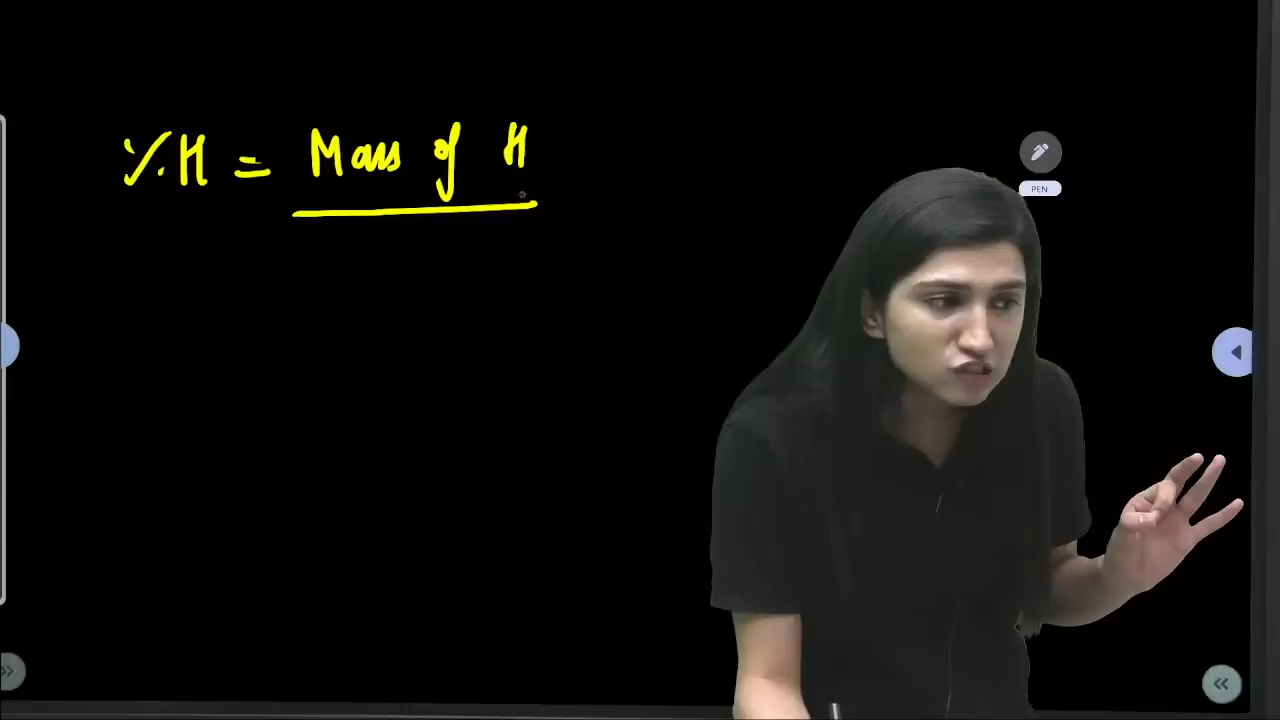 %.H = Mass of H
PEN